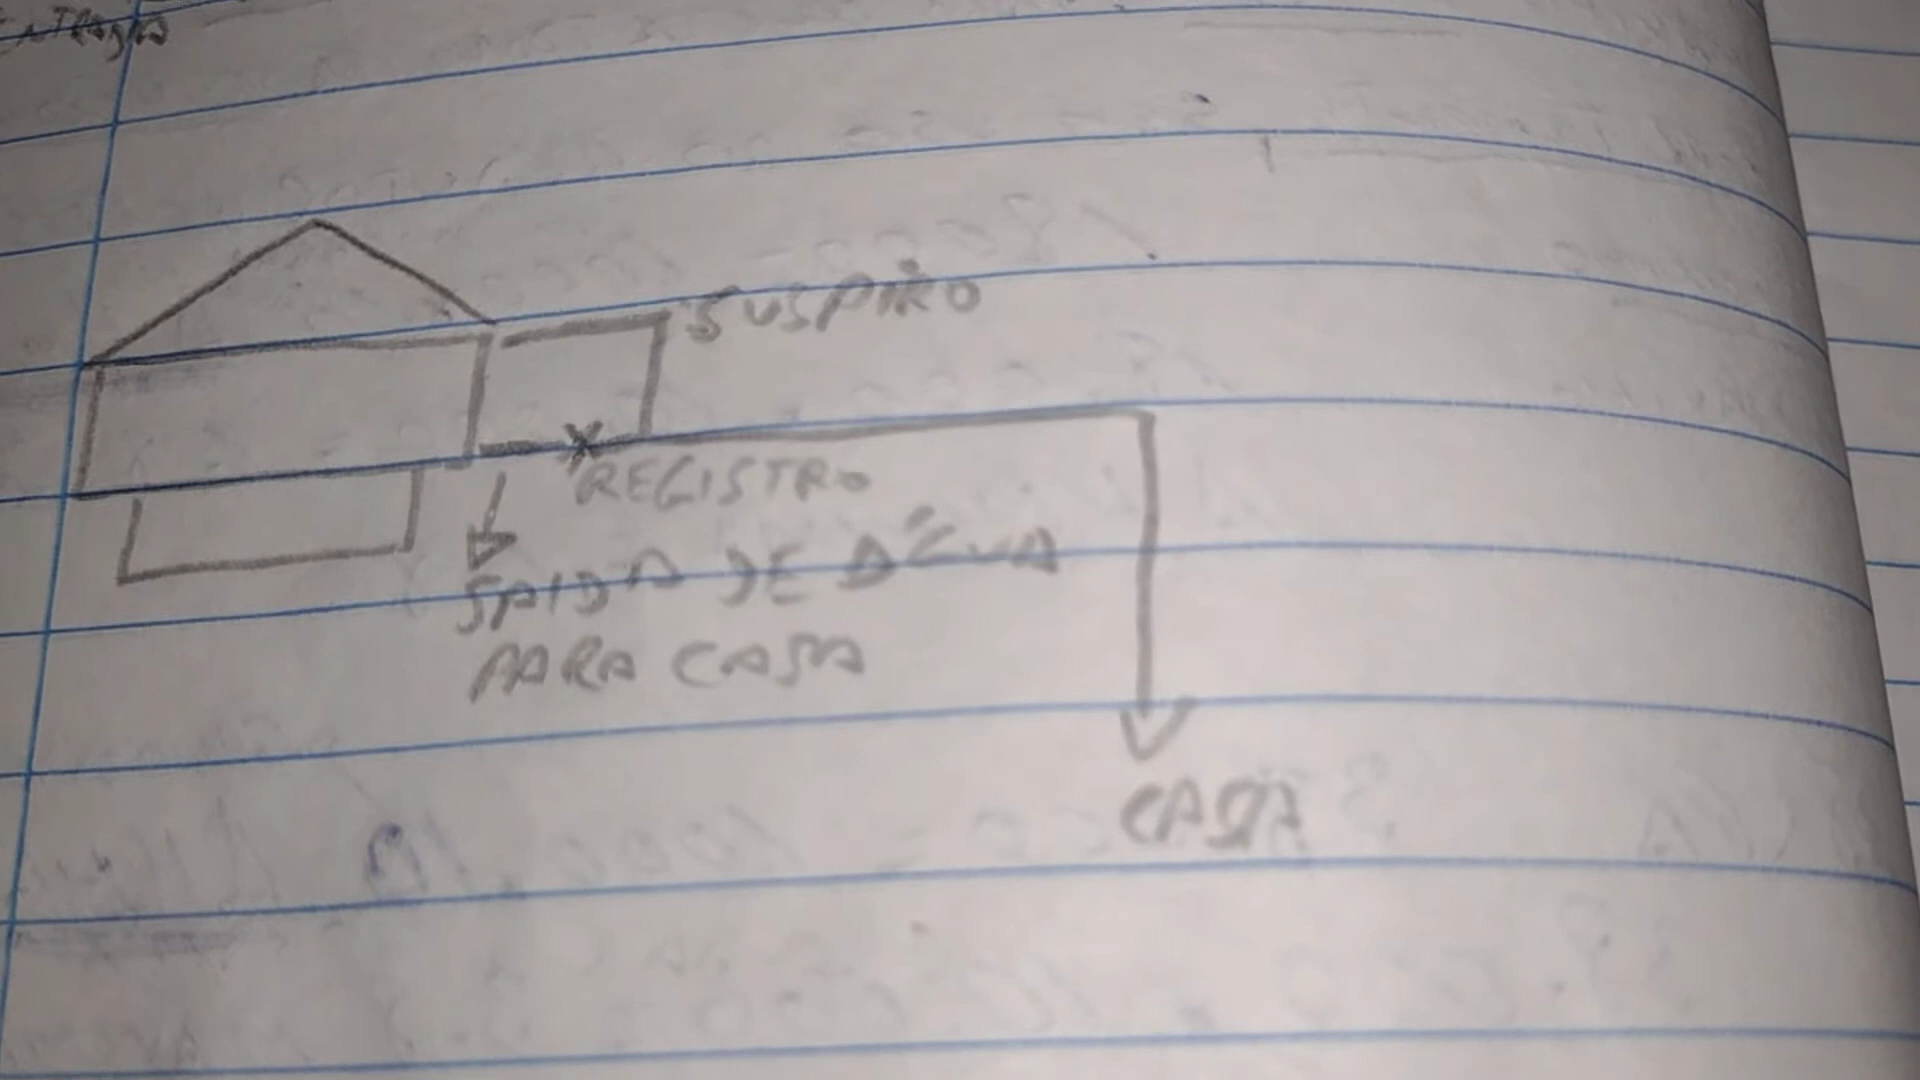 SUSPIRO
REGISTRO
SAIDA DE ÁGUA
PARA CASA
CASA